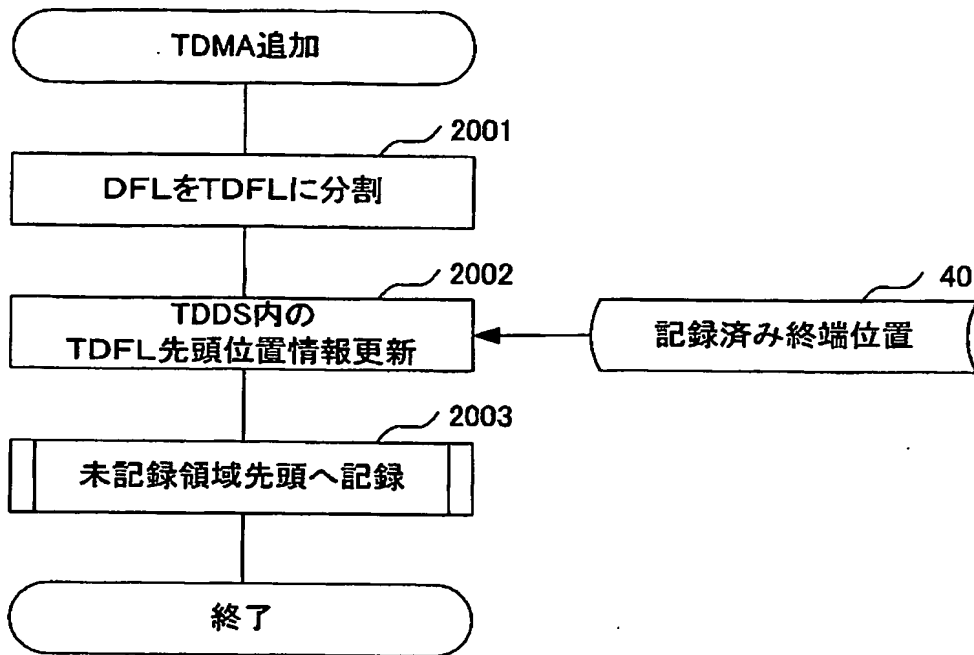 TDMA追加
2001
DFLをTDFLに分割
2002
TDDS内の
TDFL先頭位置情報更新
40
記録済み終端位置
2003
未記録領域先頭へ記録
終了